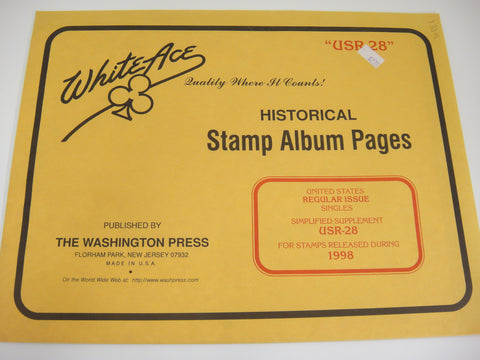 "USR-28"
White Ace
Quality Where It Counts!
HISTORICAL
Stamp Album Pages
UNITED STATES
REGULAR ISSUE
SINGLES
SIMPLIFIED SUPPLEMENT
USR-28
FOR STAMPS RELEASED DURING
1998
PUBLISHED BY
THE WASHINGTON PRESS
FLORHAM PARK, NEW JERSEY 07932
MADE IN U.S.A.
On the World Wide Web at: http://www.washpress.com